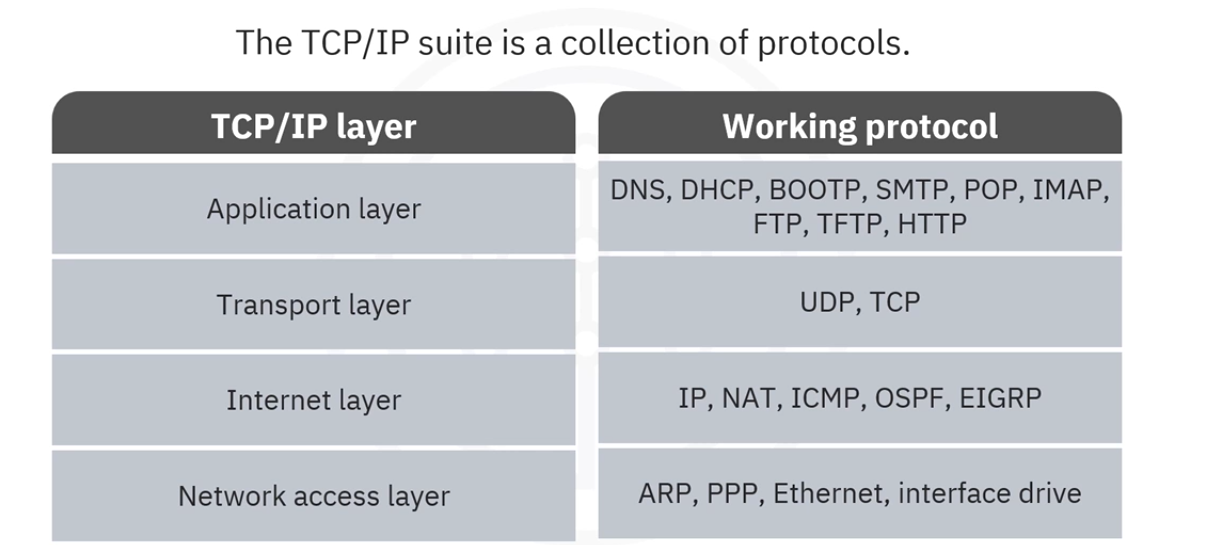 The TCP/IP suite is a collection of protocols.
TCP/IP layer
Working protocol
Application layer
DNS, DHCP, BOOTP, SMTP, POP, IMAP,
FTP, TFTP, HTTP
Transport layer
UDP, TCP
Internet layer
IP, NAT, ICMP, OSPF, EIGRP
Network access layer
ARP, PPP, Ethernet, interface drive